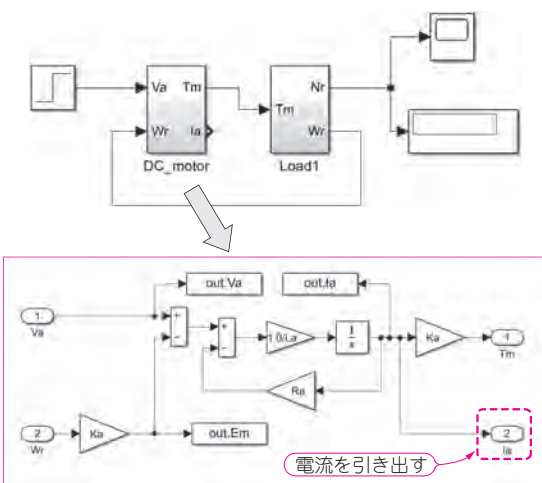 Va Tm
Wr Ia
DC_motor
Tm
Nr
Wr
Load1
out.Va
out.Ia
1
Va
+
−
+
−
1.0/La
1
s
Ka
1
Tm
Ra
2
Wr
Ka
out.Em
2
Ia
電流を引き出す